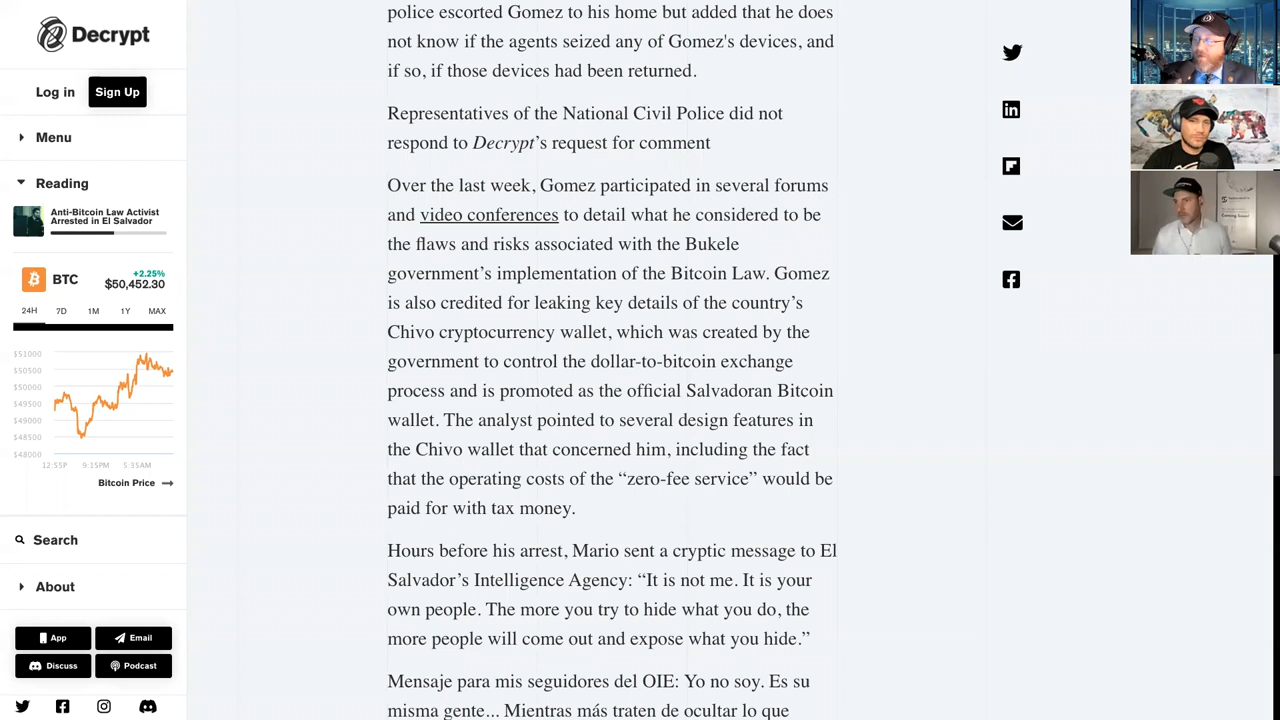 Decrypt
Log in
Sign Up
Menu
Reading
Anti-Bitcoin Law Activist
Arrested in El Salvador
BTC
+2.25%
$50,452.30
24H 7D 1M 1Y MAX
$51000
$50500
$50000
$49500
$49000
$48500
$48000
12:55P 9:15PM 5:35AM
Bitcoin Price
Search
About
App
Email
Discuss
Podcast
police escorted Gomez to his home but added that he does
not know if the agents seized any of Gomez's devices, and
if so, if those devices had been returned.
Representatives of the National Civil Police did not
respond to Decrypt’s request for comment
Over the last week, Gomez participated in several forums
and video conferences to detail what he considered to be
the flaws and risks associated with the Bukele
government’s implementation of the Bitcoin Law. Gomez
is also credited for leaking key details of the country’s
Chivo cryptocurrency wallet, which was created by the
government to control the dollar-to-bitcoin exchange
process and is promoted as the official Salvadoran Bitcoin
wallet. The analyst pointed to several design features in
the Chivo wallet that concerned him, including the fact
that the operating costs of the “zero-fee service” would be
paid for with tax money.
Hours before his arrest, Mario sent a cryptic message to El
Salvador’s Intelligence Agency: “It is not me. It is your
own people. The more you try to hide what you do, the
more people will come out and expose what you hide.”
Mensaje para mis seguidores del OIE: Yo no soy. Es su
misma gente... Mientras más traten de ocultar lo que